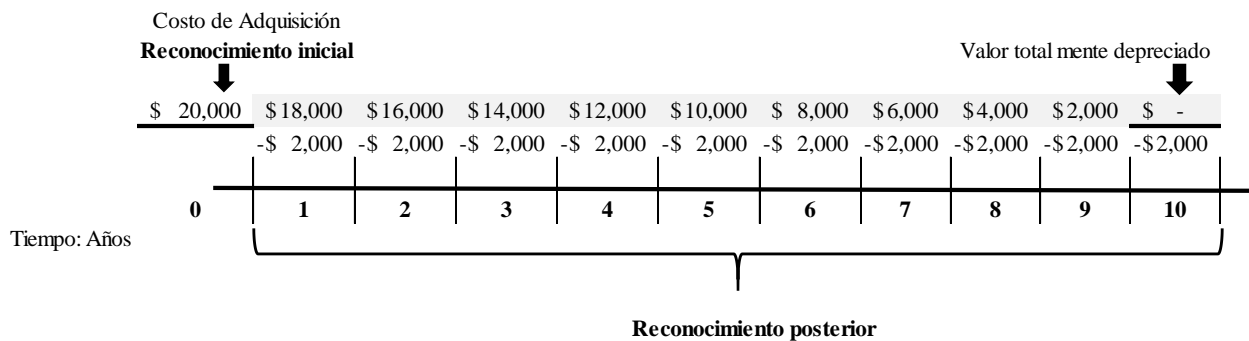 Costo de Adquisición
Reconocimiento inicial
Valor total mente depreciado
$ 20,000 $18,000 $16,000 $14,000 $12,000 $10,000 $ 8,000 $6,000 $4,000 $2,000 $ -
-$ 2,000 -$ 2,000 -$ 2,000 -$ 2,000 -$ 2,000 -$ 2,000 -$2,000 -$2,000 -$2,000 -$2,000
0 1 2 3 4 5 6 7 8 9 10
Tiempo: Años
Reconocimiento posterior